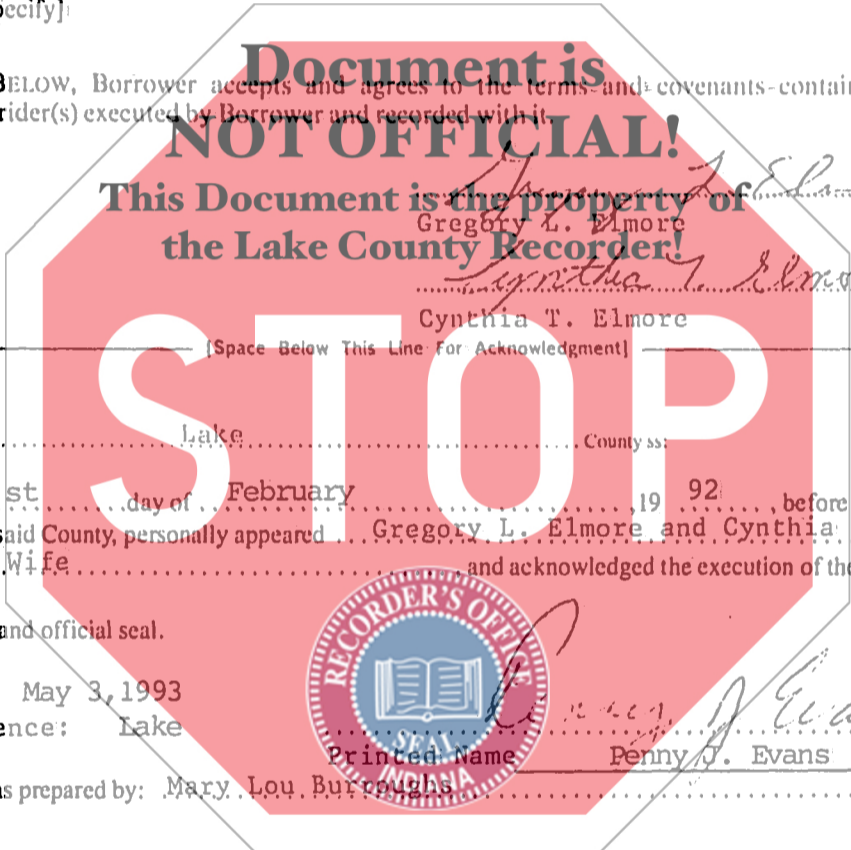 ecify]
Document is
BELOW, Borrower accepts and agrees to the terms and covenants contai
rider(s) executed by Borrower and recorded with it.
NOT OFFICIAL!
This Document is the property of
Gregory L. Elmore
the Lake County Recorder!
Cynthia T. Elmo
Cynthia T. Elmore
[Space Below This Line For Acknowledgment]
STOP
Lake County ss:
st day of February, 19 92, before
aid County, personally appeared Gregory L. Elmore and Cynthia
Wife and acknowledged the execution of the
and official seal.
RECORDER'S OFFICE
SEAL
INDIANA
May 3, 1993
ence: Lake
Printed Name Penny J. Evans
s prepared by: Mary Lou Burroughs